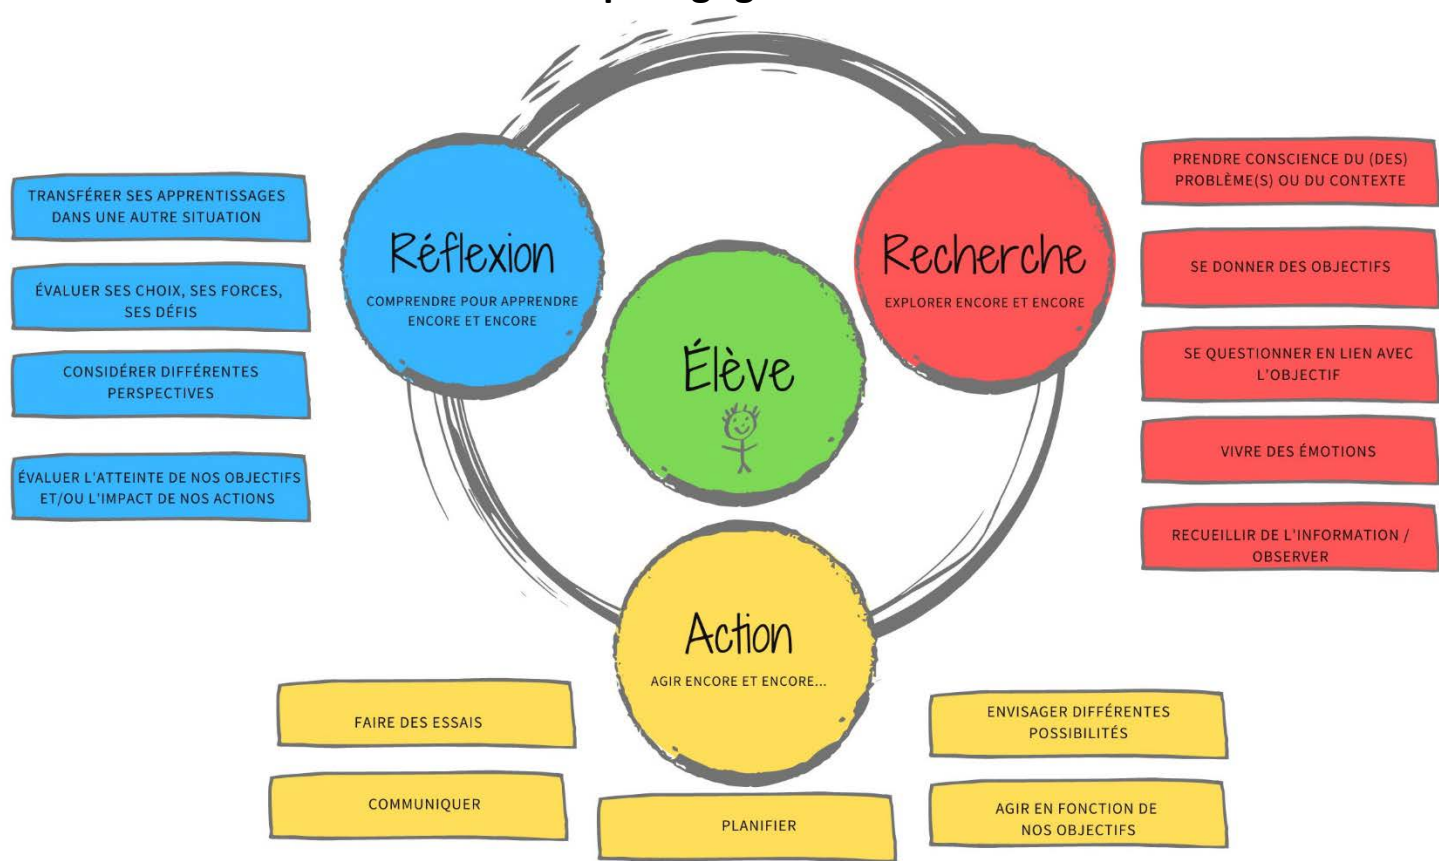 Réflexion
COMPRENDRE POUR APPRENDRE
ENCORE ET ENCORE
TRANSFÉRER SES APPRENTISSAGES
DANS UNE AUTRE SITUATION
ÉVALUER SES CHOIX, SES FORCES,
SES DÉFIS
CONSIDÉRER DIFFÉRENTES
PERSPECTIVES
ÉVALUER L'ATTEINTE DE NOS OBJECTIFS
ET/OU L'IMPACT DE NOS ACTIONS
Élève
Recherche
EXPLORER ENCORE ET ENCORE
PRENDRE CONSCIENCE DU (DES)
PROBLÈME(S) OU DU CONTEXTE
SE DONNER DES OBJECTIFS
SE QUESTIONNER EN LIEN AVEC
L'OBJECTIF
VIVRE DES ÉMOTIONS
RECUEILLIR DE L'INFORMATION /
OBSERVER
Action
AGIR ENCORE ET ENCORE...
FAIRE DES ESSAIS
COMMUNIQUER
PLANIFIER
ENVISAGER DIFFÉRENTES
POSSIBILITÉS
AGIR EN FONCTION DE
NOS OBJECTIFS